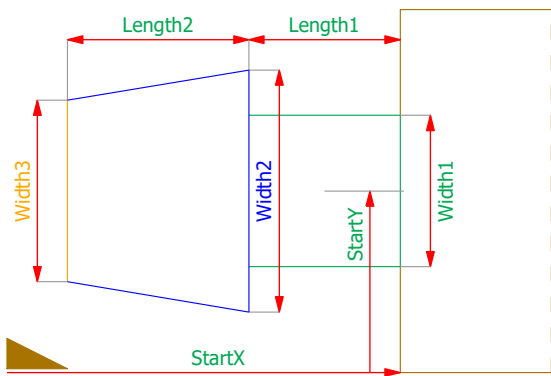 Length2
Length1
Width3
Width2
StartY
Width1
StartX